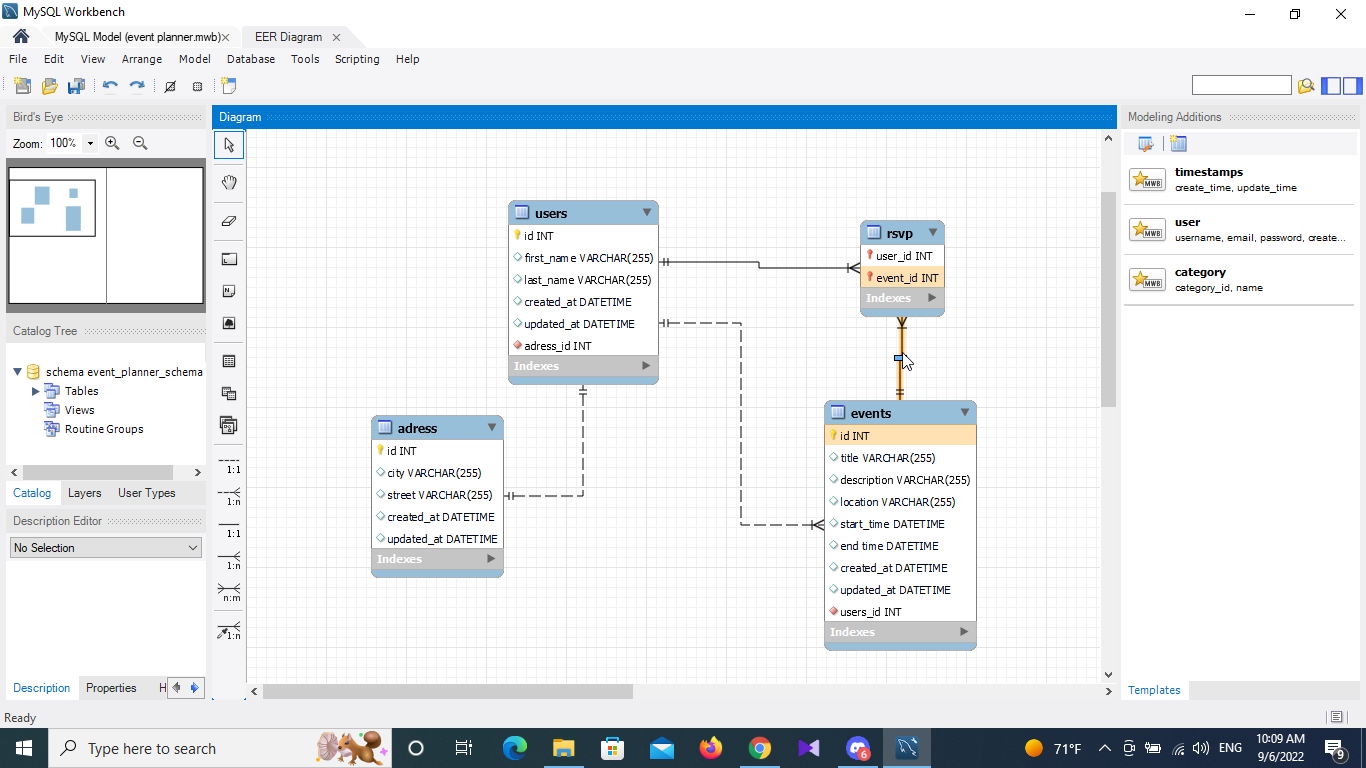 MySQL Workbench
MySQL Model (event planner.mwb)
EER Diagram
File Edit View Arrange Model Database Tools Scripting Help
Bird's Eye
Zoom: 100%
Catalog Tree
schema event_planner_schema
Tables
Views
Routine Groups
Catalog Layers User Types
Description Editor
No Selection
Description Properties H
Diagram
1:1
1:n
1:1
1:n
n:m
1:n
users
id INT
first_name VARCHAR(255)
last_name VARCHAR(255)
created_at DATETIME
updated_at DATETIME
adress_id INT
Indexes
rsvp
user_id INT
event_id INT
Indexes
adress
id INT
city VARCHAR(255)
street VARCHAR(255)
created_at DATETIME
updated_at DATETIME
Indexes
events
id INT
title VARCHAR(255)
description VARCHAR(255)
location VARCHAR(255)
start_time DATETIME
end time DATETIME
created_at DATETIME
updated_at DATETIME
users_id INT
Indexes
Modeling Additions
MWB
timestamps
create_time, update_time
MWB
user
username, email, password, create...
MWB
category
category_id, name
Templates
Ready
Type here to search
6
71°F
ENG
10:09 AM
9/6/2022
9